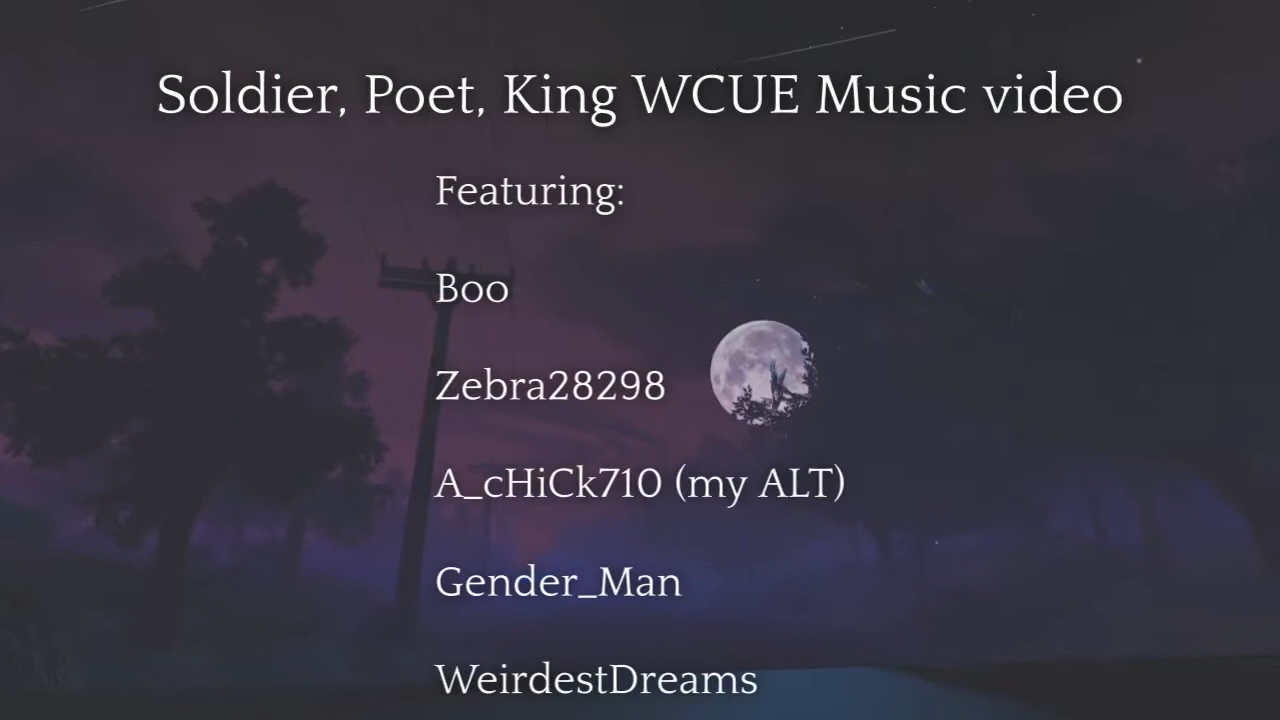 Soldier, Poet, King WCUE Music video
Featuring:
Boo
Zebra28298
A_cHiCk710 (my ALT)
Gender_Man
WeirdestDreams